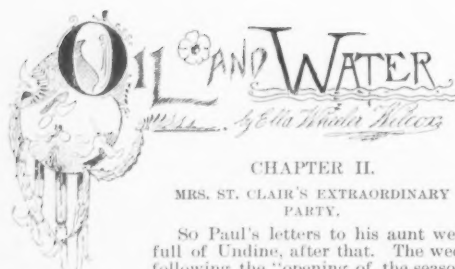 OIL AND WATER
by Ella Wheeler Wilcox
CHAPTER II.
MRS. ST. CLAIR'S EXTRAORDINARY
PARTY.
So Paul's letters to his aunt we
full of Undine, after that. The wee
following the "opening of the seaso